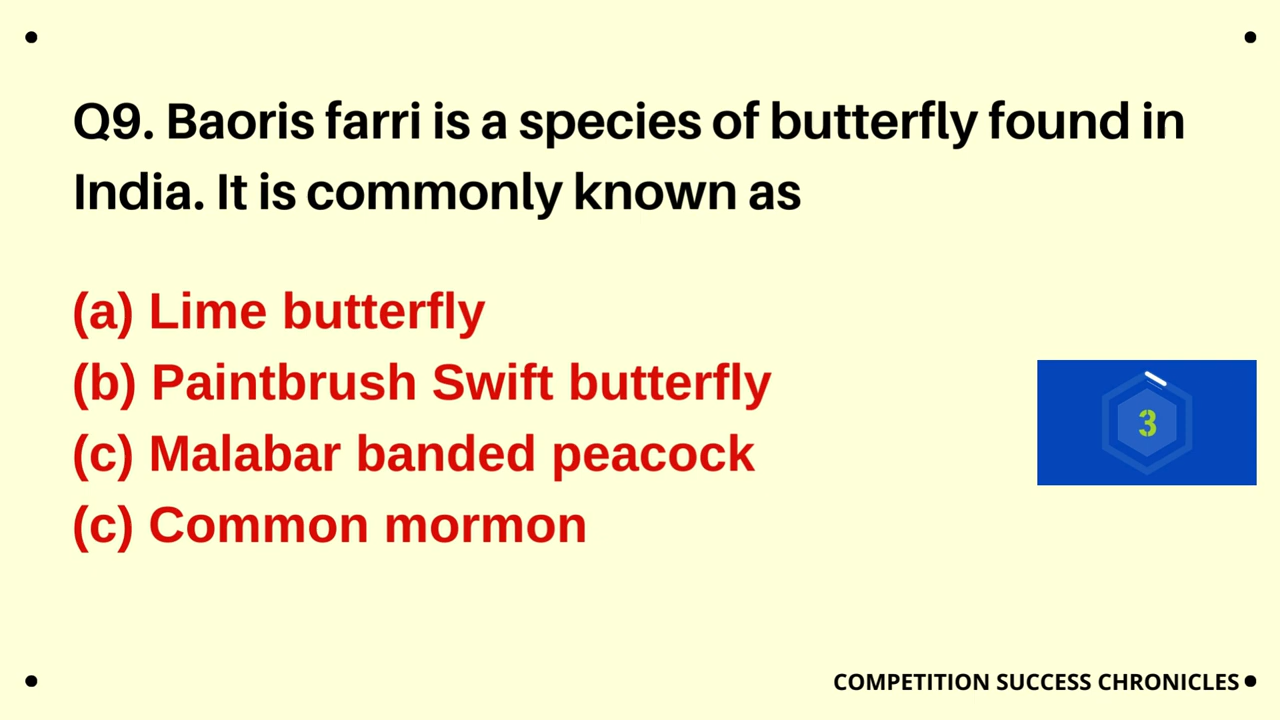 Q9. Baoris farri is a species of butterfly found in
India. It is commonly known as
(a) Lime butterfly
(b) Paintbrush Swift butterfly
(c) Malabar banded peacock
(c) Common mormon
3
COMPETITION SUCCESS CHRONICLES